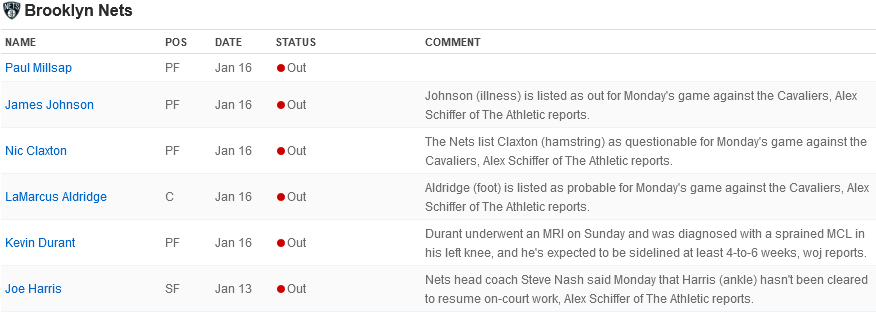 NETS
Brooklyn Nets
NAME POS DATE STATUS COMMENT
Paul Millsap PF Jan 16 Out
James Johnson PF Jan 16 Out Johnson (illness) is listed as out for Monday's game against the Cavaliers, Alex
Schiffer of The Athletic reports.
Nic Claxton PF Jan 16 Out The Nets list Claxton (hamstring) as questionable for Monday's game against the
Cavaliers, Alex Schiffer of The Athletic reports.
LaMarcus Aldridge C Jan 16 Out Aldridge (foot) is listed as probable for Monday's game against the Cavaliers, Alex
Schiffer of The Athletic reports.
Kevin Durant PF Jan 16 Out Durant underwent an MRI on Sunday and was diagnosed with a sprained MCL in
his left knee, and he's expected to be sidelined at least 4-to-6 weeks, woj reports.
Joe Harris SF Jan 13 Out Nets head coach Steve Nash said Monday that Harris (ankle) hasn't been cleared
to resume on-court work, Alex Schiffer of The Athletic reports.